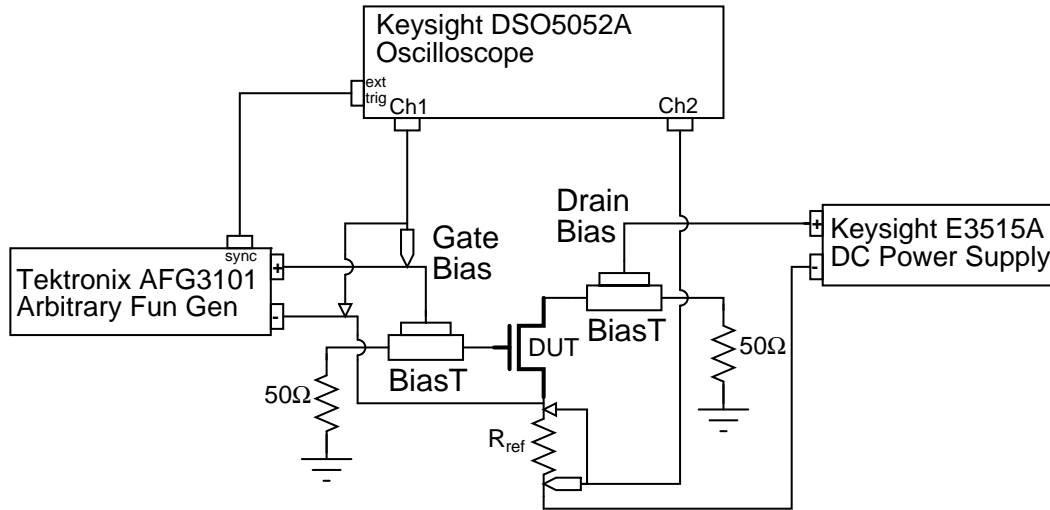 Keysight DSO5052A
Oscilloscope
ext
trig
Ch1
Ch2
Drain
Bias
Keysight E3515A
DC Power Supply
+
-
Gate
Bias
sync
Tektronix AFG3101
Arbitrary Fun Gen
+
-
BiasT
DUT
BiasT
50Ω
50Ω
Rref